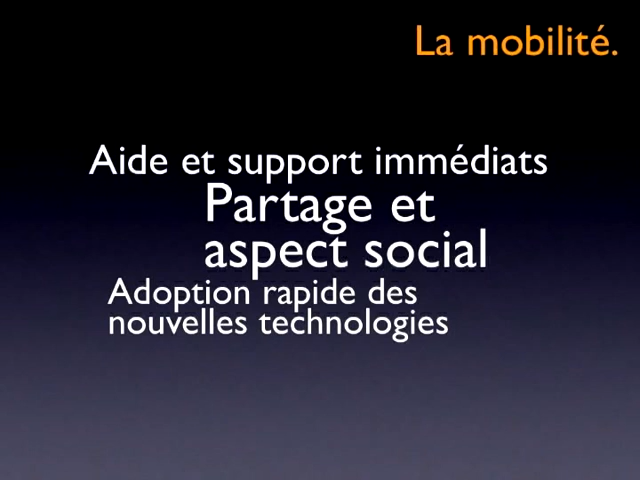 La mobilité.
Aide et support immédiats
Partage et
aspect social
Adoption rapide des
nouvelles technologies